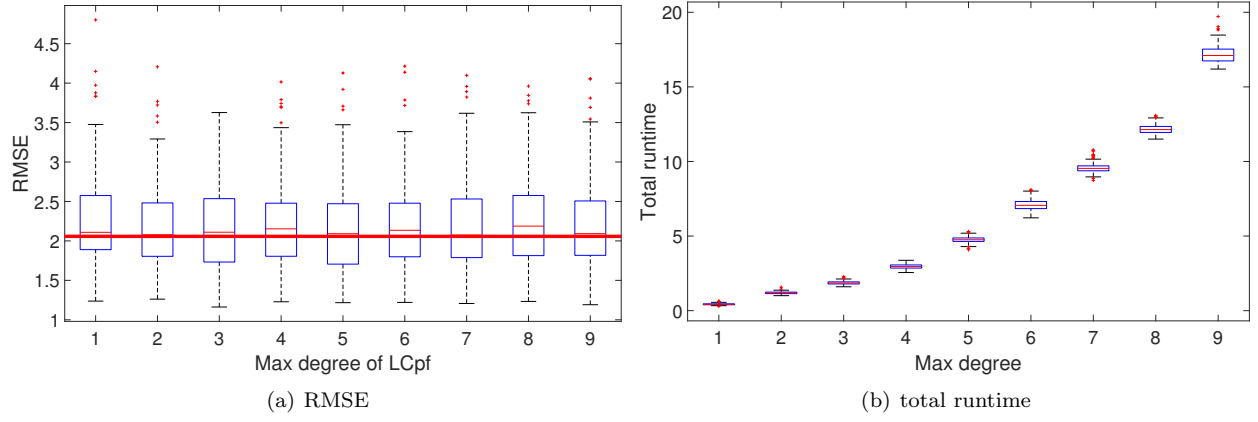 4.5
4
3.5
3
2.5
2
1.5
1
RMSE
1 2 3 4 5 6 7 8 9
Max degree of LCpf
(a) RMSE
20
15
10
5
0
Total runtime
1 2 3 4 5 6 7 8 9
Max degree
(b) total runtime